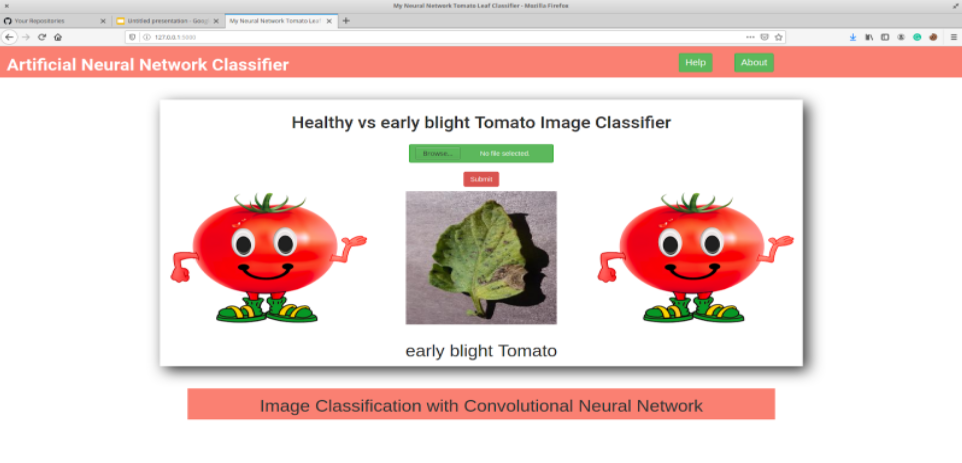 My Neural Network Tomato Leaf Classifier - Mozilla Firefox
Your Repositories
Untitled presentation - Goog
My Neural Network Tomato Leaf
127.0.0.1:5000
Artificial Neural Network Classifier
Help
About
Healthy vs early blight Tomato Image Classifier
Browse...
No file selected.
Submit
early blight Tomato
Image Classification with Convolutional Neural Network